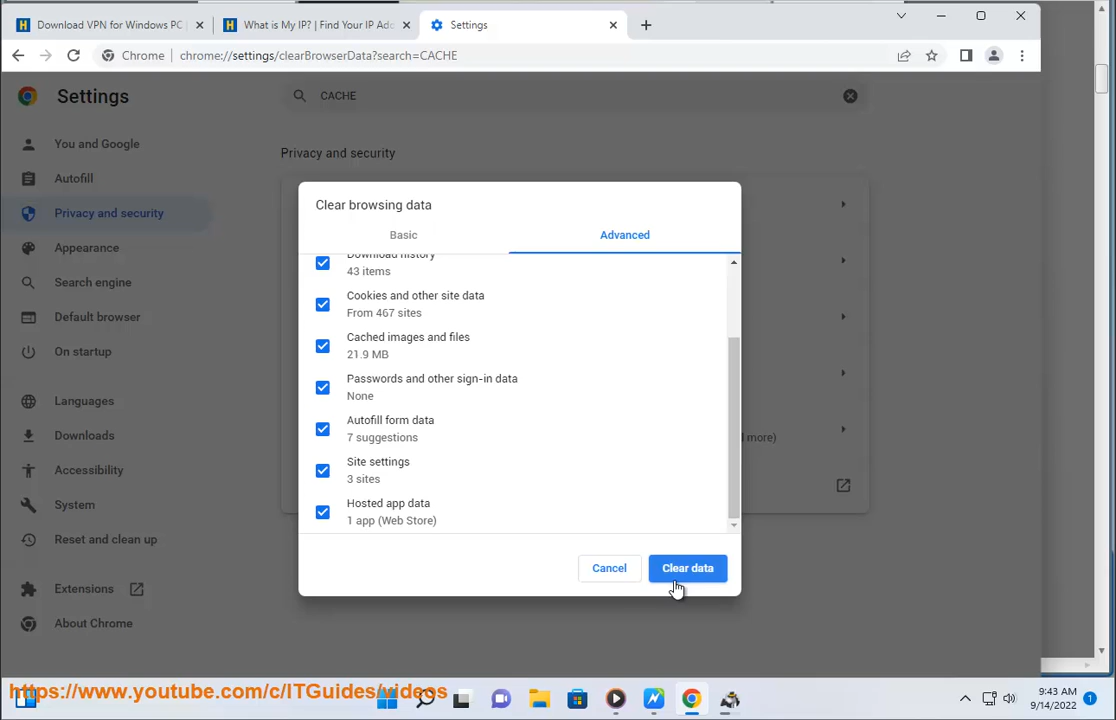 Download VPN for Windows PC
What is My IP? | Find Your IP Add
Settings
Chrome
chrome://settings/clearBrowserData?search=CACHE
Settings
CACHE
You and Google
Autofill
Privacy and security
Appearance
Search engine
Default browser
On startup
Languages
Downloads
Accessibility
System
Reset and clean up
Extensions
About Chrome
Privacy and security
d more)
Clear browsing data
Basic
Advanced
Download history
43 items
Cookies and other site data
From 467 sites
Cached images and files
21.9 MB
Passwords and other sign-in data
None
Autofill form data
7 suggestions
Site settings
3 sites
Hosted app data
1 app (Web Store)
Cancel
Clear data
https://www.youtube.com/c/ITGuides/videos
9:43 AM
9/14/2022
1